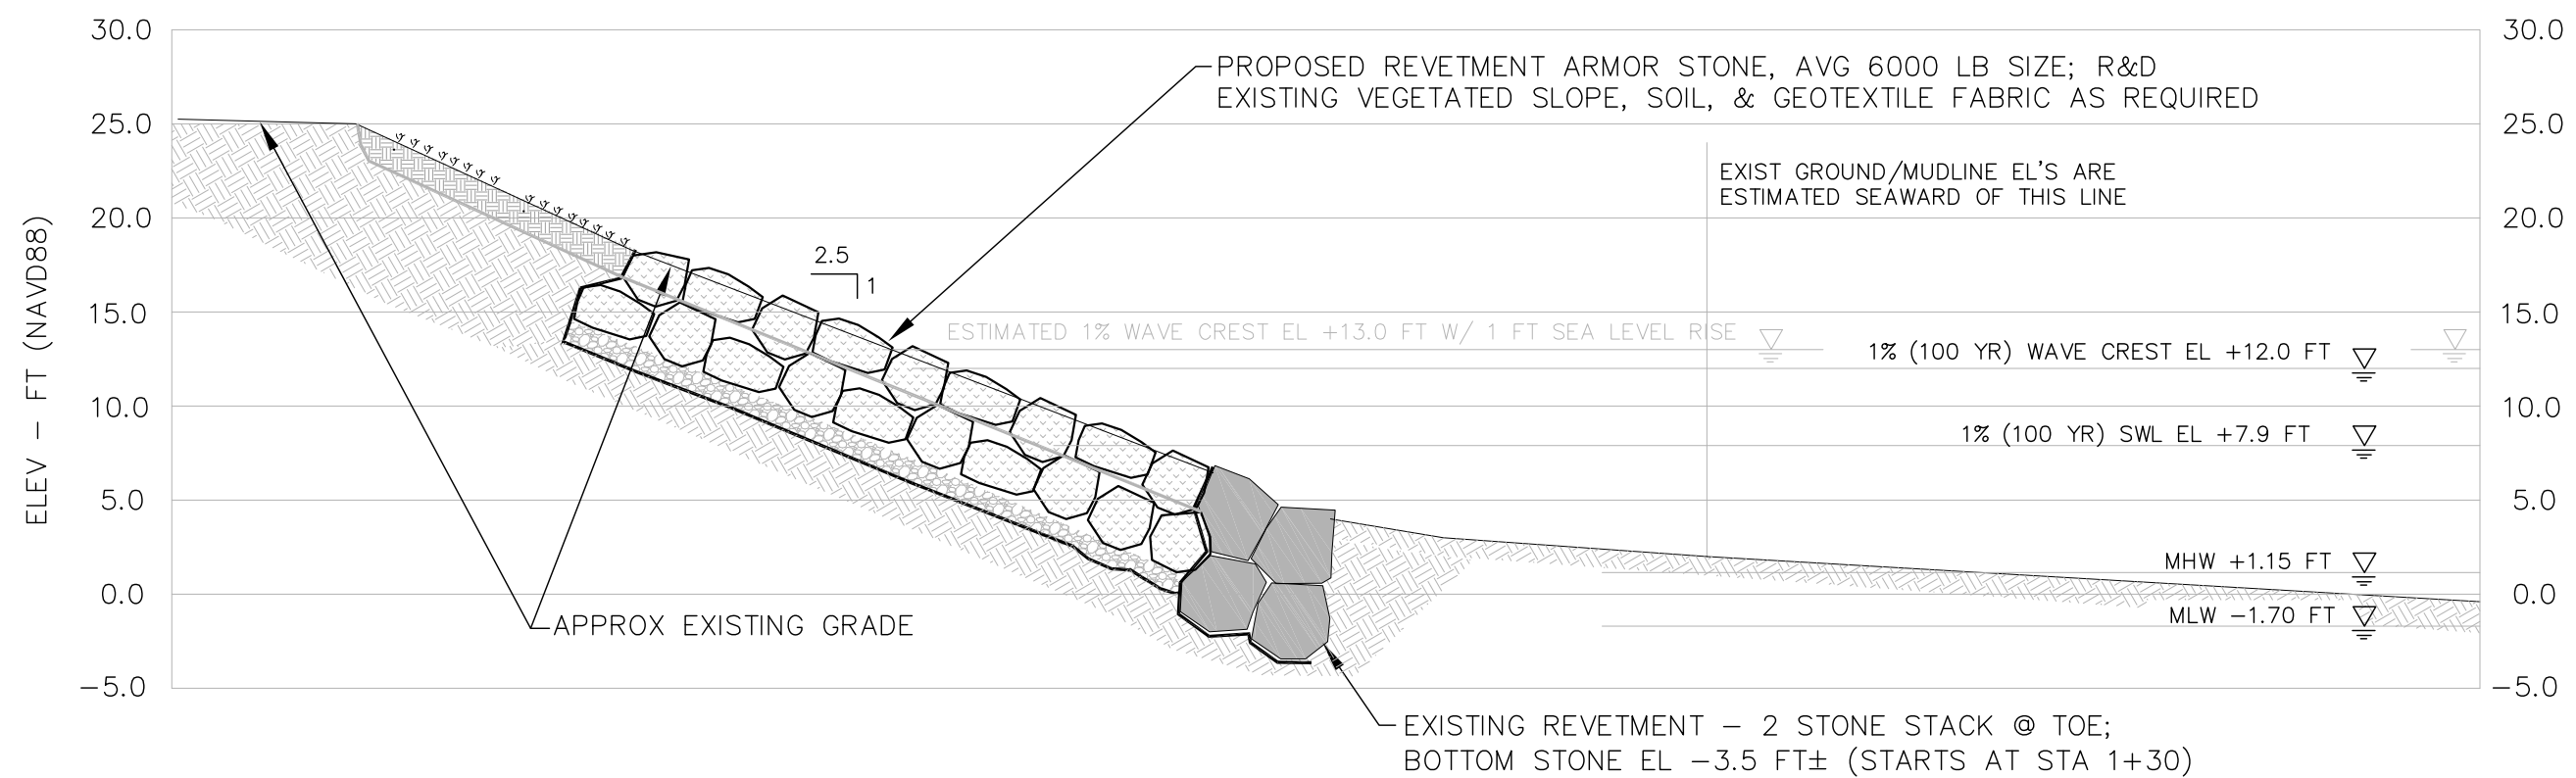 30.0
30.0
PROPOSED REVETMENT ARMOR STONE, AVG 6000 LB SIZE; R&D
EXISTING VEGETATED SLOPE, SOIL, & GEOTEXTILE FABRIC AS REQUIRED
25.0
25.0
EXIST GROUND/MUDLINE EL'S ARE
ESTIMATED SEAWARD OF THIS LINE
20.0
20.0
ELEV – FT (NAVD88)
2.5
1
15.0
15.0
ESTIMATED 1% WAVE CREST EL +13.0 FT W/ 1 FT SEA LEVEL RISE
1% (100 YR) WAVE CREST EL +12.0 FT
10.0
10.0
1% (100 YR) SWL EL +7.9 FT
5.0
5.0
MHW +1.15 FT
0.0
0.0
MLW −1.70 FT
APPROX EXISTING GRADE
−5.0
−5.0
EXISTING REVETMENT – 2 STONE STACK @ TOE;
BOTTOM STONE EL −3.5 FT± (STARTS AT STA 1+30)